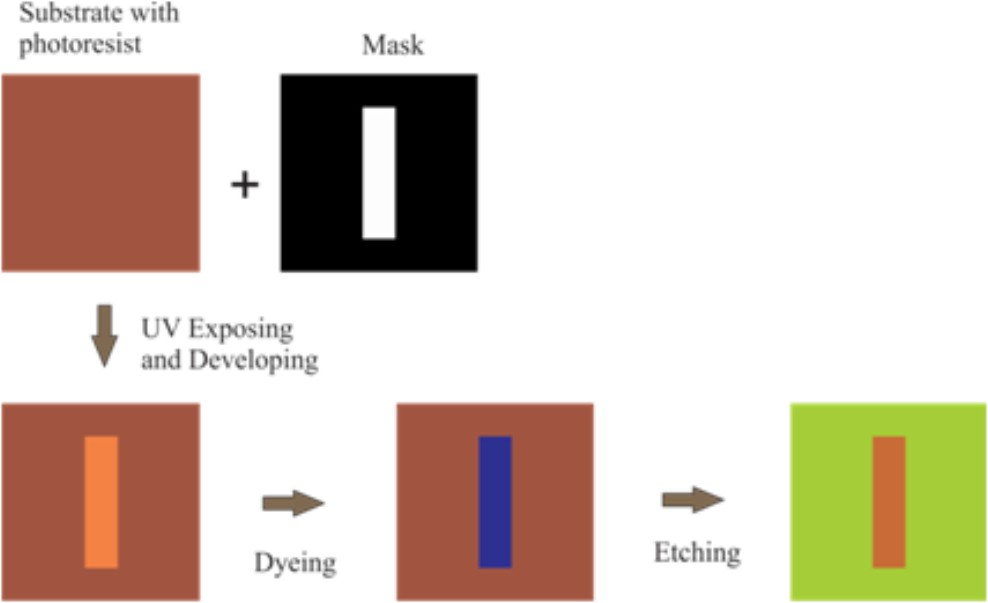 Substrate with
photoresist
Mask
+
UV Exposing
and Developing
Dyeing
Etching